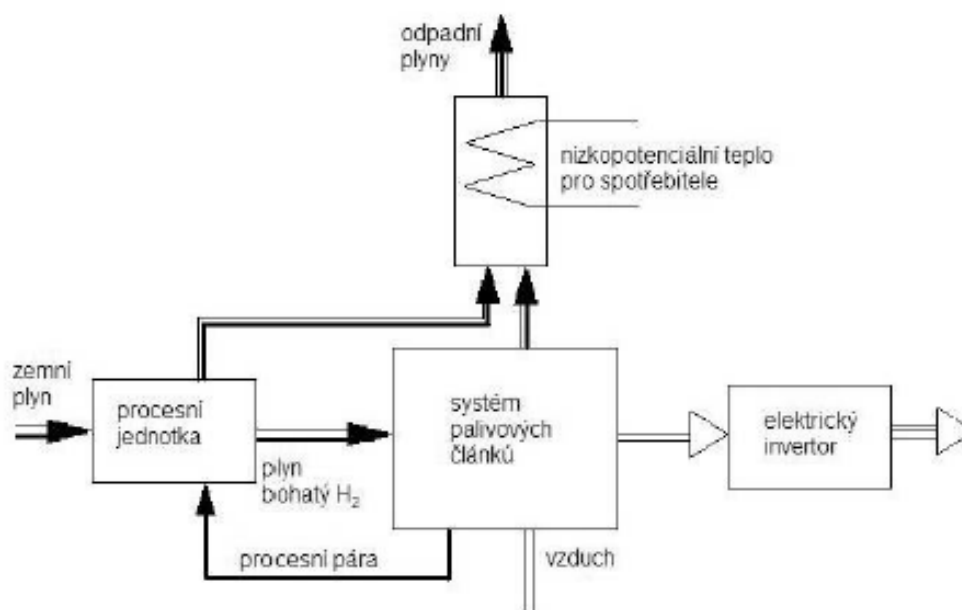 odpadní
plyny
nízkopotenciální teplo
pro spotřebitele
zemní
plyn
procesní
jednotka
systém
palivových
článků
elektrický
invertor
plyn
biohatý H₂
procesní pára
vzduch